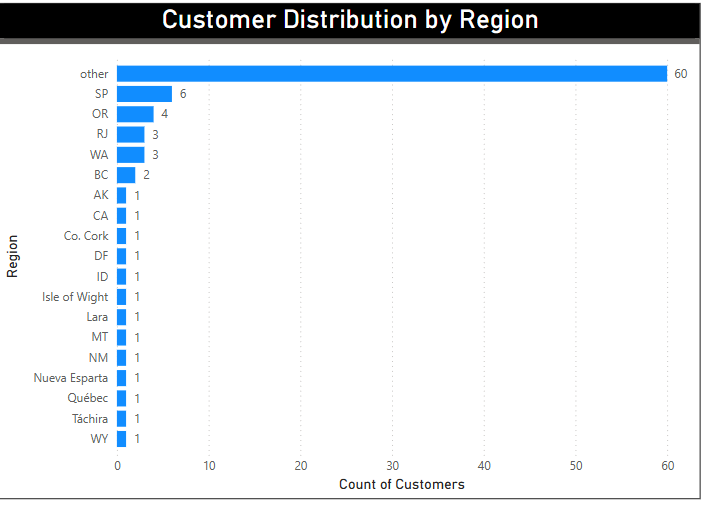 Customer Distribution by Region
other 60
SP 6
OR 4
RJ 3
WA 3
BC 2
AK 1
CA 1
Co. Cork 1
DF 1
ID 1
Isle of Wight 1
Lara 1
MT 1
NM 1
Nueva Esparta 1
Québec 1
Táchira 1
WY 1
Region
0 10 20 30 40 50 60
Count of Customers